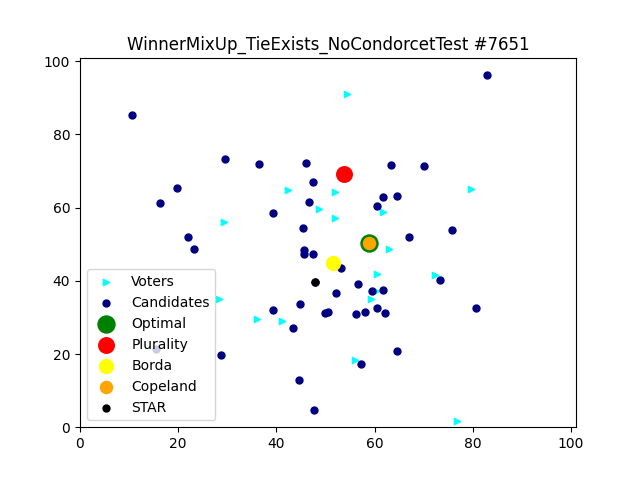 WinnerMixUp_TieExists_NoCondorcetTest #7651
100
80
60
40
20
0
Voters
Candidates
Optimal
Plurality
Borda
Copeland
STAR
0 20 40 60 80 100